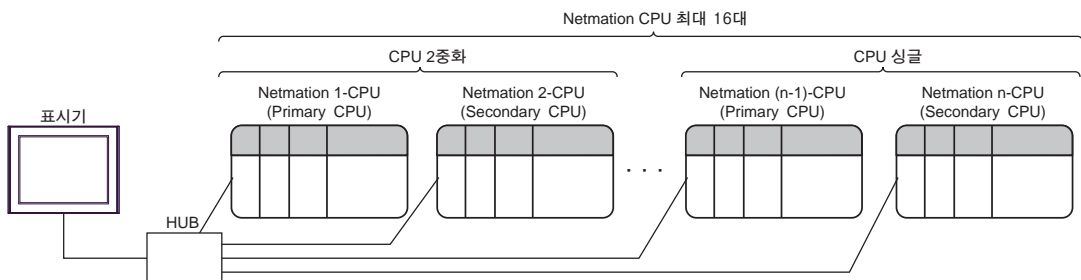 Netmation CPU 최대 16대
CPU 2중화
CPU 싱글
Netmation 1-CPU
(Primary CPU)
Netmation 2-CPU
(Secondary CPU)
Netmation (n-1)-CPU
(Primary CPU)
Netmation n-CPU
(Secondary CPU)
표시기
. . .
HUB